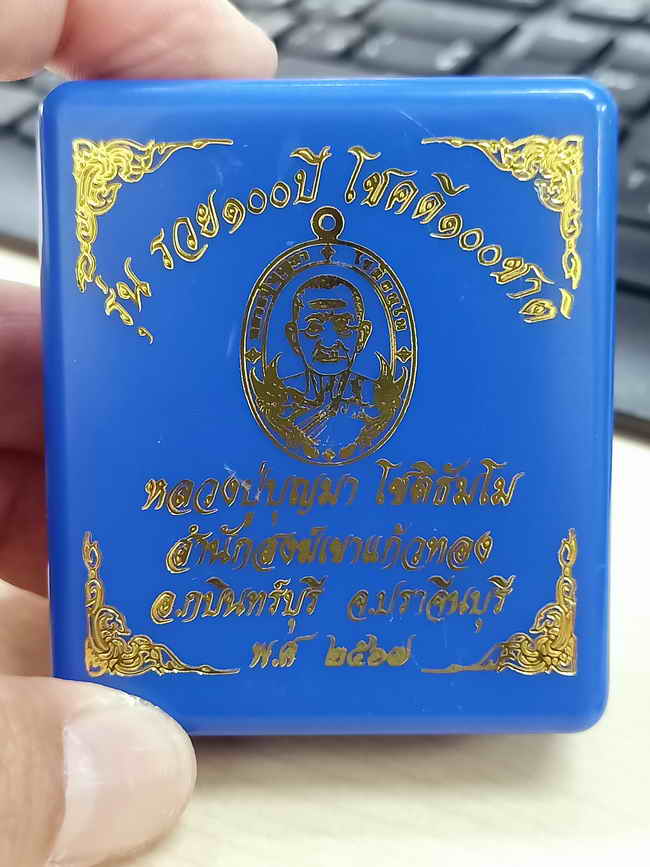 รุ่น รวย๑๐๐ปี โชคดี๑๐๐ชาติ
หลวงปู่บุญมา โชติธัมโม
สำนักสงฆ์เขาแก้วทอง
อ.กบินทร์บุรี จ.ปราจีนบุรี
พ.ศ ๒๕๖๗